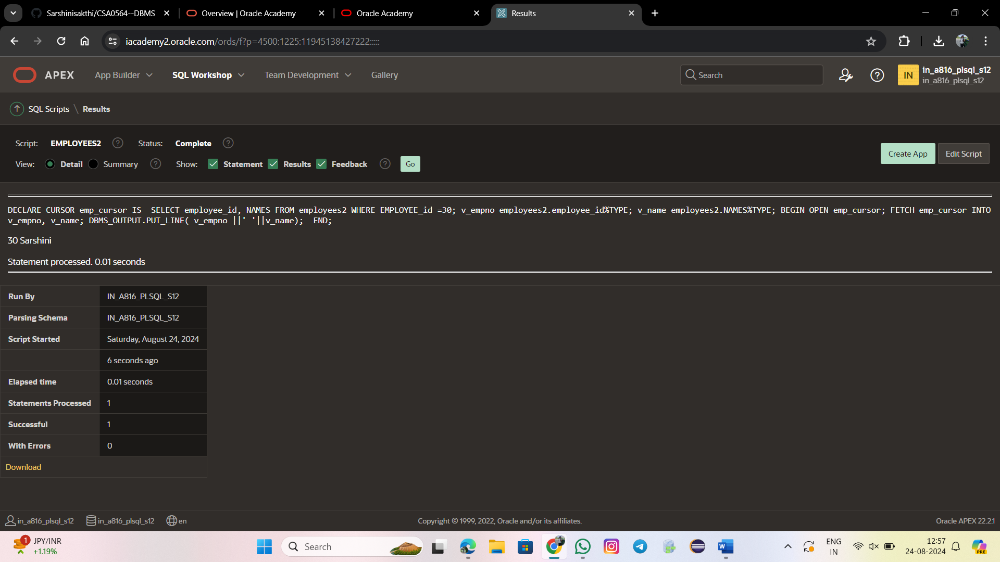 Sarshinisakthi/CSA0564--DBMS
Overview | Oracle Academy
Oracle Academy
Results
iacademy2.oracle.com/ords/f?p=4500:1225:11945138427222:::::
APEX
App Builder
SQL Workshop
Team Development
Gallery
Search
IN
in_a816_plsql_s12
in_a816_plsql_s12
SQL Scripts \ Results
Script: EMPLOYEES2 ? Status: Complete ?
View: Detail Summary ? Show: Statement Results Feedback ? Go
Create App
Edit Script
DECLARE CURSOR emp_cursor IS  SELECT employee_id, NAMES FROM employees2 WHERE EMPLOYEE_id =30; v_empno employees2.employee_id%TYPE; v_name employees2.NAMES%TYPE; BEGIN OPEN emp_cursor; FETCH emp_cursor INTO
v_empno, v_name; DBMS_OUTPUT.PUT_LINE( v_empno ||' '||v_name);  END;
30 Sarshini
Statement processed. 0.01 seconds
Run By IN_A816_PLSQL_S12
Parsing Schema IN_A816_PLSQL_S12
Script Started Saturday, August 24, 2024
6 seconds ago
Elapsed time 0.01 seconds
Statements Processed 1
Successful 1
With Errors 0
Download
in_a816_plsql_s12 in_a816_plsql_s12 en
Copyright © 1999, 2022, Oracle and/or its affiliates.
Oracle APEX 22.2.1
1
JPY/INR
+1.19%
Search
W
ENG
IN
12:57
24-08-2024
PRE